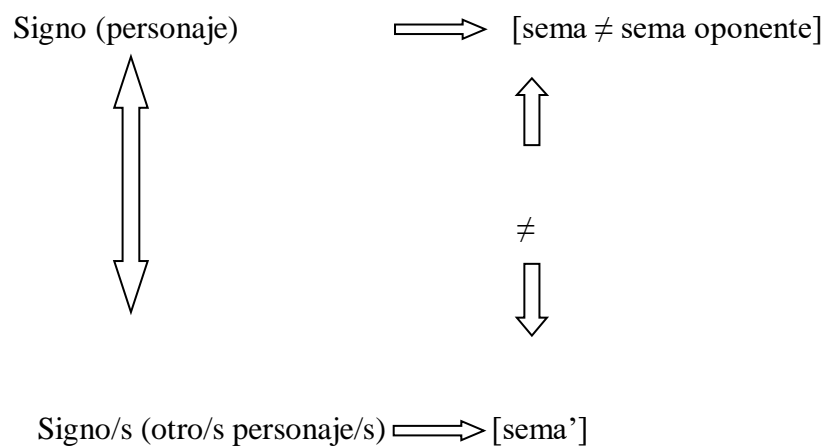 Signo (personaje) [sema ≠ sema oponente]
≠
Signo/s (otro/s personaje/s) [sema’]